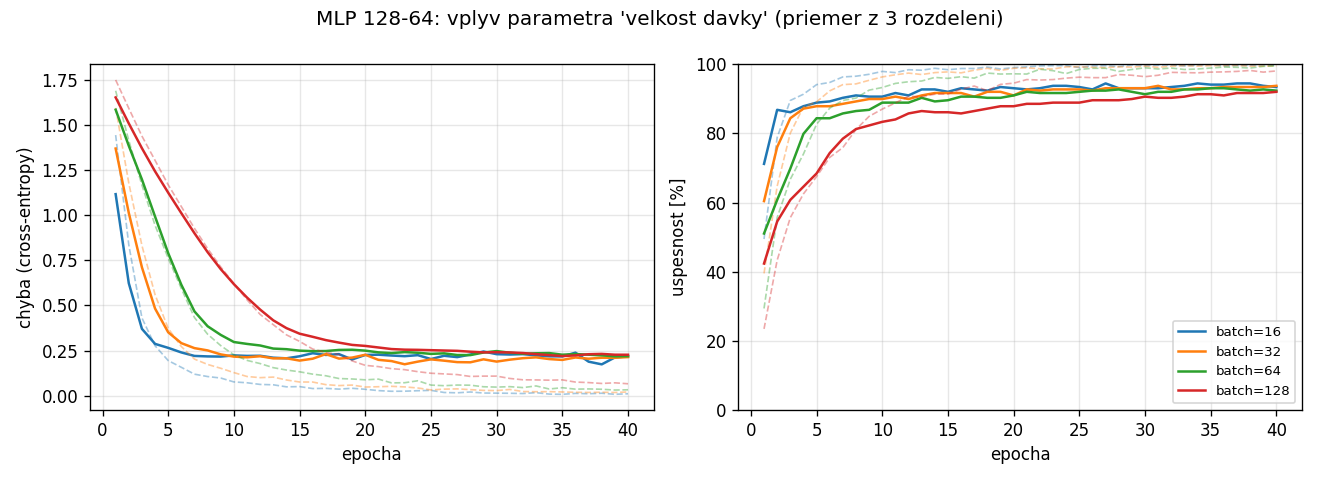 MLP 128-64: vplyv parametra 'velkost davky' (priemer z 3 rozdeleni)
chyba (cross-entropy)
1.75
1.50
1.25
1.00
0.75
0.50
0.25
0.00
0 5 10 15 20 25 30 35 40
epocha
uspesnost [%]
100
80
60
40
20
0
batch=16
batch=32
batch=64
batch=128
0 5 10 15 20 25 30 35 40
epocha